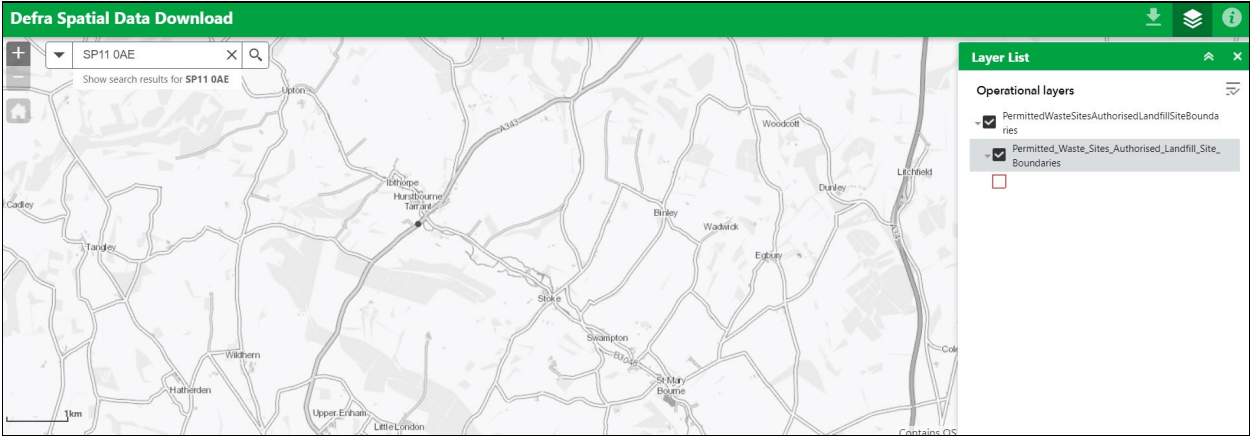 Defra Spatial Data Download
SP11 0AE
Show search results for SP11 0AE
Layer List
Operational layers
PermittedWasteSitesAuthorisedLandfillSiteBounda
ries
Permitted_Waste_Sites_Authorised_Landfill_Site_
Boundaries
Upton
A343
Woodcott
Litchfield
Ibthorpe
Hurstbourne
Tarrant
Dunley
Cadley
Binley
Wadwick
A34
Tangley
Egbury
Stoke
Swampton
B3048
Wildhern
Cole
St Mary
Bourne
Hatherden
Upper Enham
Little London
1km
Contains OS